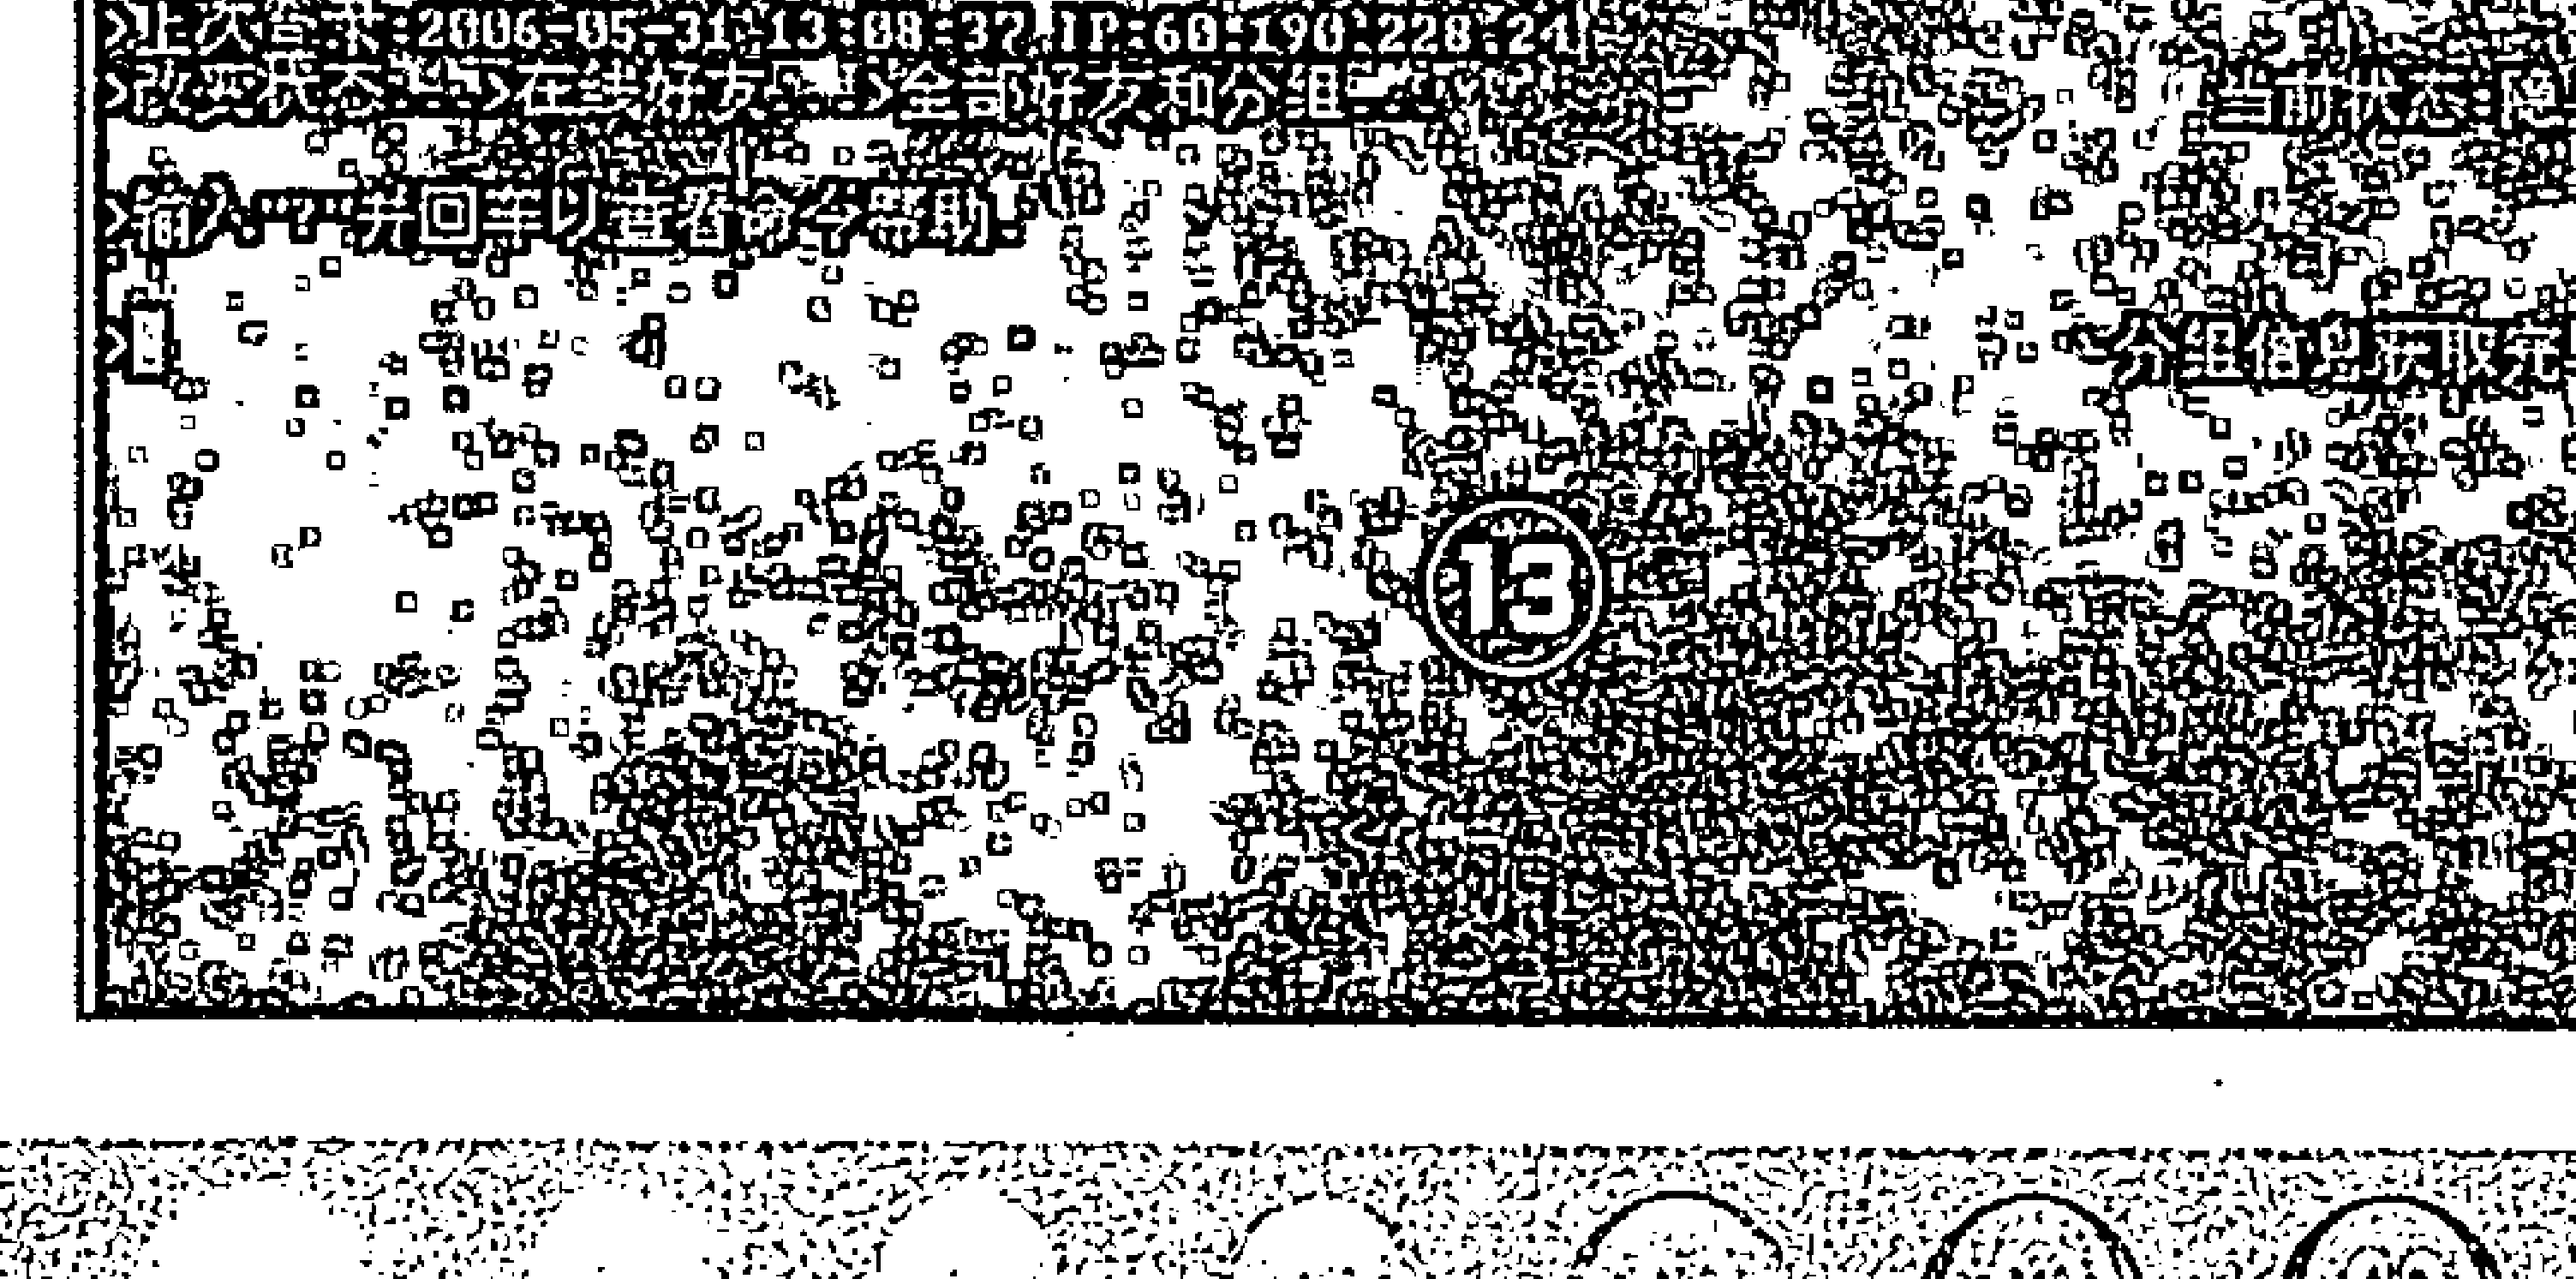 >上次登录:2006-05-31 13:08:37 IP:60.190.228.24
>改变状态 >在线好友 >全部好友和分组
当前状态:隐
>输入"?"并回车以查看命令帮助
>
分组信息获取完
13